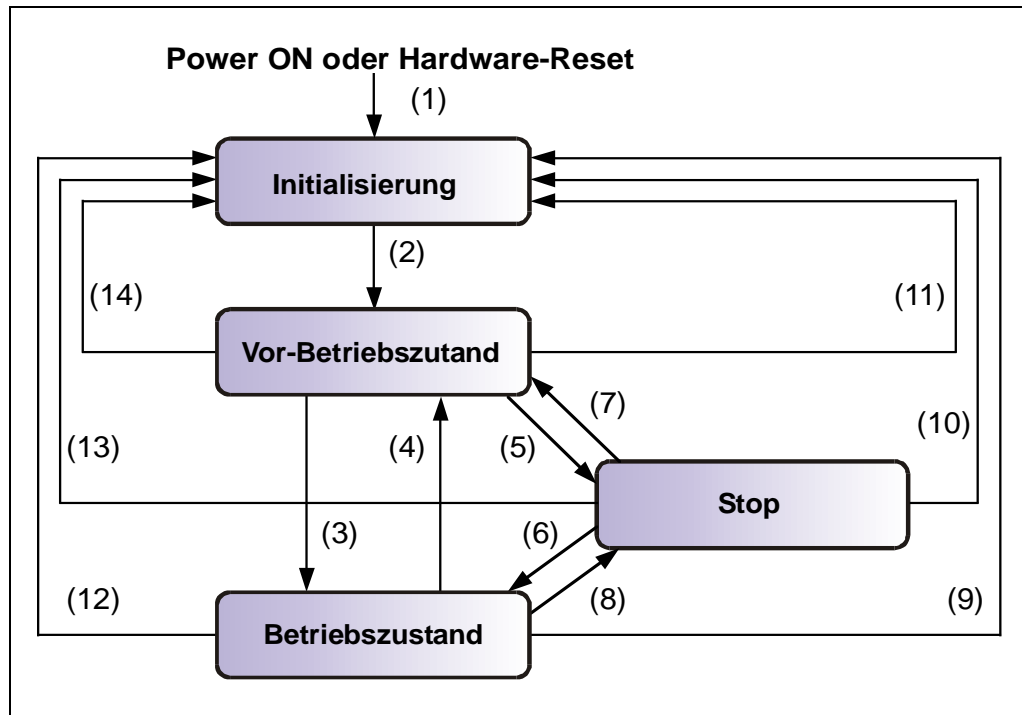 Power ON oder Hardware-Reset
(1)
Initialisierung
(2)
(14)
(11)
Vor-Betriebszutand
(7)
(13)
(4)
(5)
(10)
Stop
(3)
(6)
(12)
(8)
(9)
Betriebszustand